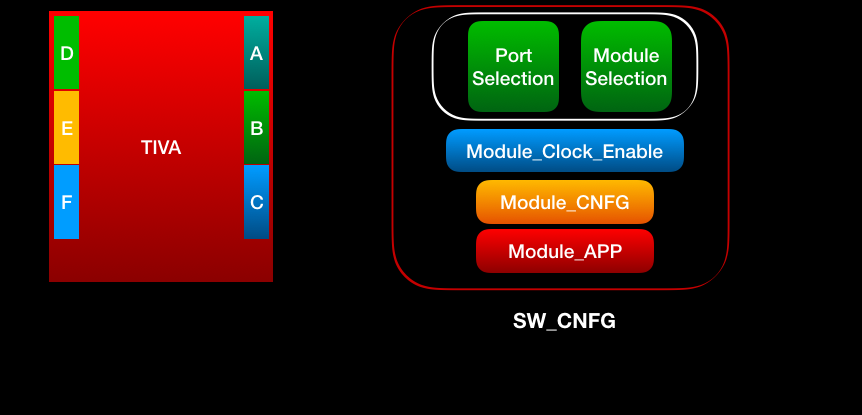 D
A
E
TIVA
B
F
C
Port
Selection
Module
Selection
Module_Clock_Enable
Module_CNFG
Module_APP
SW_CNFG